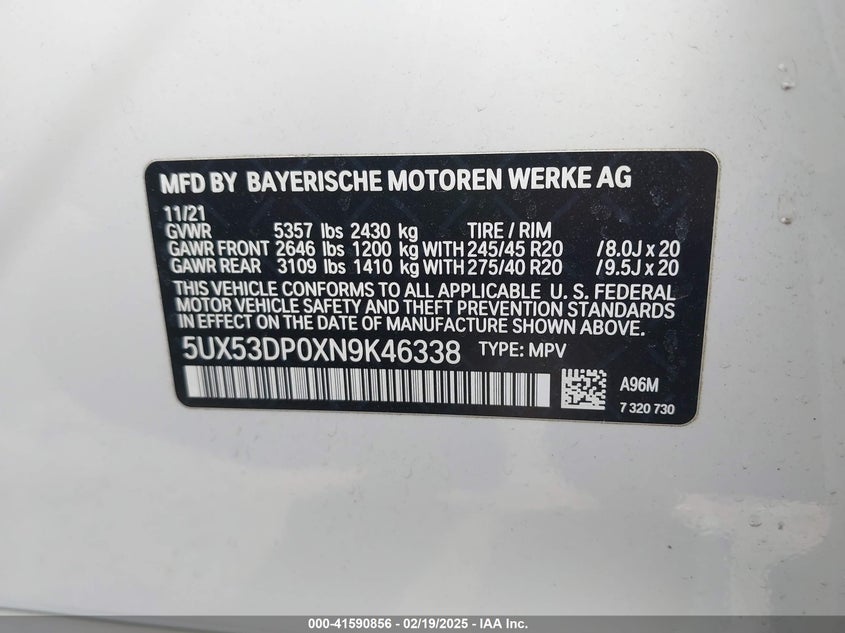 MFD BY BAYERISCHE MOTOREN WERKE AG
11/21
GVWR 5357 lbs 2430 kg TIRE / RIM
GAWR FRONT 2646 lbs 1200 kg WITH 245/45 R20 /8.0J x 20
GAWR REAR 3109 lbs 1410 kg WITH 275/40 R20 /9.5J x 20
THIS VEHICLE CONFORMS TO ALL APPLICABLE U.S. FEDERAL
MOTOR VEHICLE SAFETY AND THEFT PREVENTION STANDARDS
IN EFFECT ON THE DATE OF MANUFACTURE SHOWN ABOVE.
5UX53DP0XN9K46338 TYPE: MPV
A96M
7 320 730
000-41590856 - 02/19/2025 - IAA Inc.